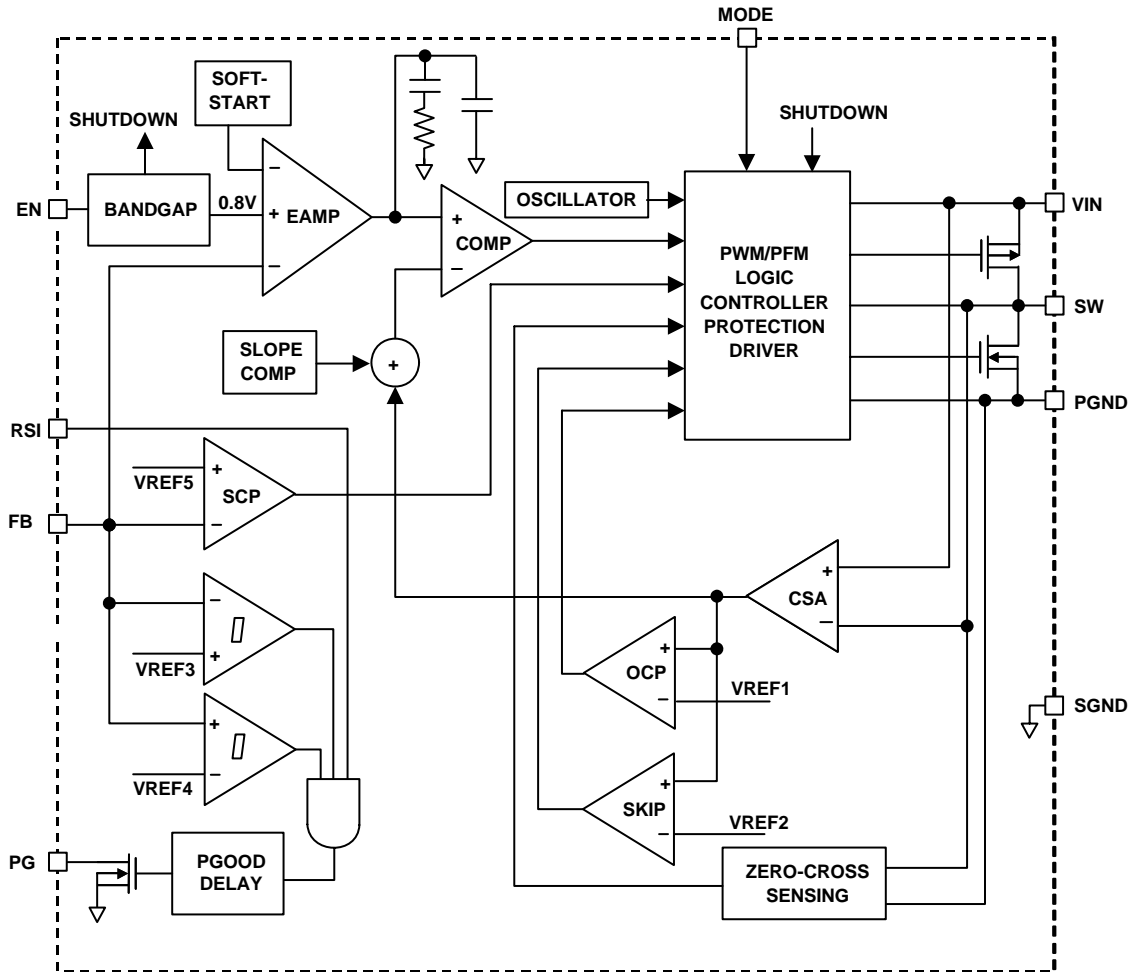 MODE
SOFT-
START
SHUTDOWN
SHUTDOWN
EN
BANDGAP
0.8V
−
+
−
EAMP
+
−
COMP
OSCILLATOR
PWM/PFM
LOGIC
CONTROLLER
PROTECTION
DRIVER
VIN
SW
PGND
SLOPE
COMP
+
RSI
VREF5
+
−
SCP
FB
−
+
VREF3
+
−
VREF4
CSA
+
−
OCP
+
−
VREF1
SGND
SKIP
+
−
VREF2
PG
PGOOD
DELAY
ZERO-CROSS
SENSING